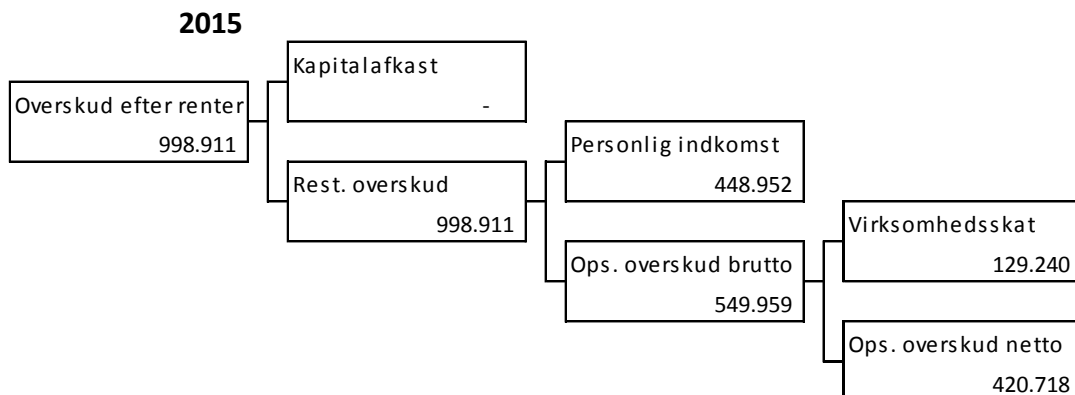 2015
Overskud efter renter
998.911
Kapitalafkast
-
Rest. overskud
998.911
Personlig indkomst
448.952
Ops. overskud brutto
549.959
Virksomhedsskat
129.240
Ops. overskud netto
420.718